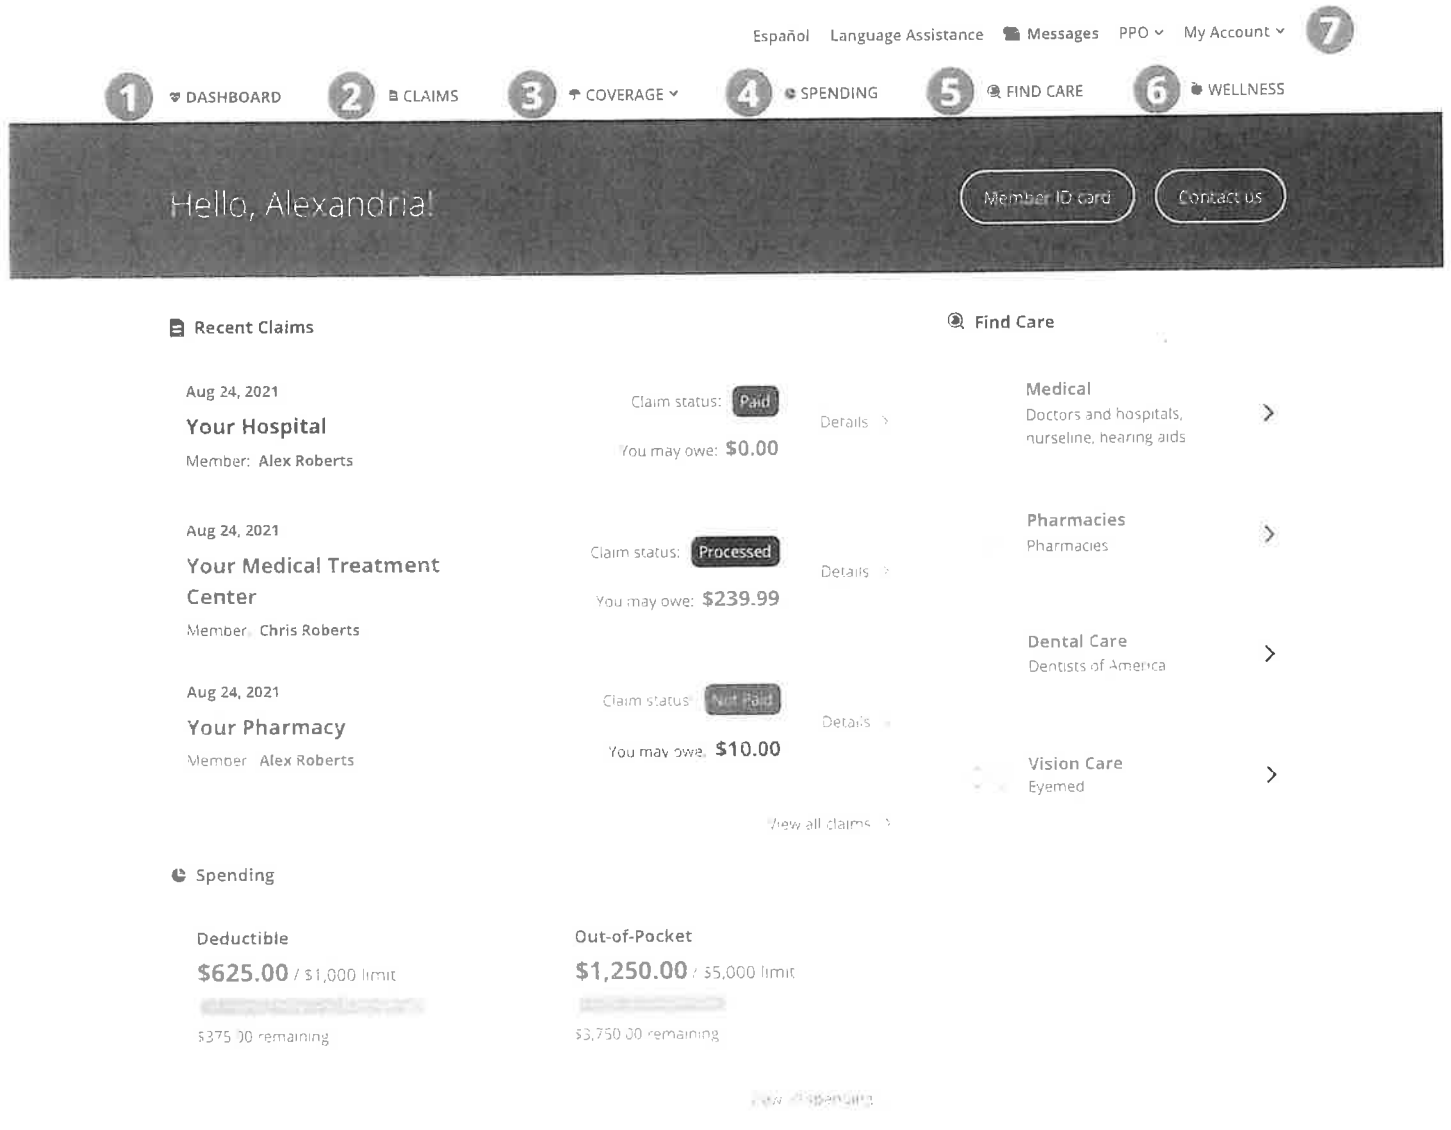 Español Language Assistance Messages PPO My Account 7
1 DASHBOARD 2 CLAIMS 3 COVERAGE 4 SPENDING 5 FIND CARE 6 WELLNESS
Hello, Alexandria!
Member ID card Contact us
Recent Claims
Aug 24, 2021
Your Hospital
Member: Alex Roberts
Claim status: Paid
You may owe: $0.00
Details
Aug 24, 2021
Your Medical Treatment
Center
Member: Chris Roberts
Claim status: Processed
You may owe: $239.99
Details
Aug 24, 2021
Your Pharmacy
Member Alex Roberts
Claim status: Not Paid
You may owe: $10.00
Details
View all claims
Find Care
Medical
Doctors and hospitals,
nurseline, hearing aids
Pharmacies
Pharmacies
Dental Care
Dentists of America
Vision Care
Eyemed
Spending
Deductible
$625.00 / $1,000 limit
$375.00 remaining
Out-of-Pocket
$1,250.00 / $5,000 limit
$3,750.00 remaining
spending